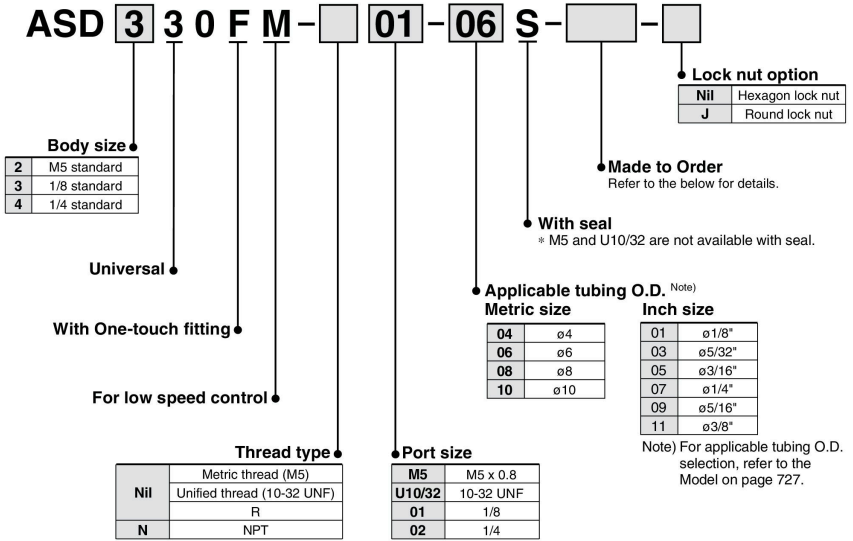 ASD 3 3 0 F M – 01 – 06 S – –
Lock nut option
Nil Hexagon lock nut
J Round lock nut
Body size
2 M5 standard
3 1/8 standard
4 1/4 standard
Made to Order
Refer to the below for details.
With seal
* M5 and U10/32 are not available with seal.
Universal
Applicable tubing O.D. Note)
Metric size
04 ø4
06 ø6
08 ø8
10 ø10
Inch size
01 ø1/8"
03 ø5/32"
05 ø3/16"
07 ø1/4"
09 ø5/16"
11 ø3/8"
Note) For applicable tubing O.D.
selection, refer to the
Model on page 727.
With One-touch fitting
For low speed control
Thread type
Nil Metric thread (M5)
Unified thread (10-32 UNF)
R
N NPT
Port size
M5 M5 x 0.8
U10/32 10-32 UNF
01 1/8
02 1/4